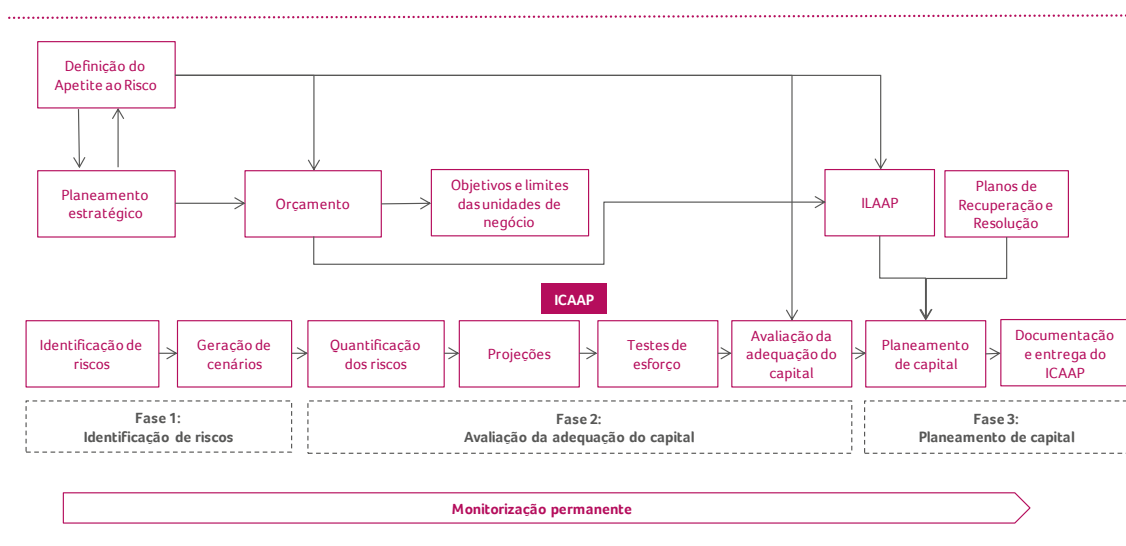 Definição do
Apetite ao Risco
Planeamento
estratégico
Orçamento
Objetivos e limites
das unidades de
negócio
ILAAP
Planos de
Recuperação e
Resolução
ICAAP
Identificação de
riscos
Geração de
cenários
Quantificação
dos riscos
Projeções
Testes de
esforço
Avaliação da
adequação do
capital
Planeamento
de capital
Documentação
e entrega do
ICAAP
Fase 1:
Identificação de riscos
Fase 2:
Avaliação da adequação do capital
Fase 3:
Planeamento de capital
Monitorização permanente